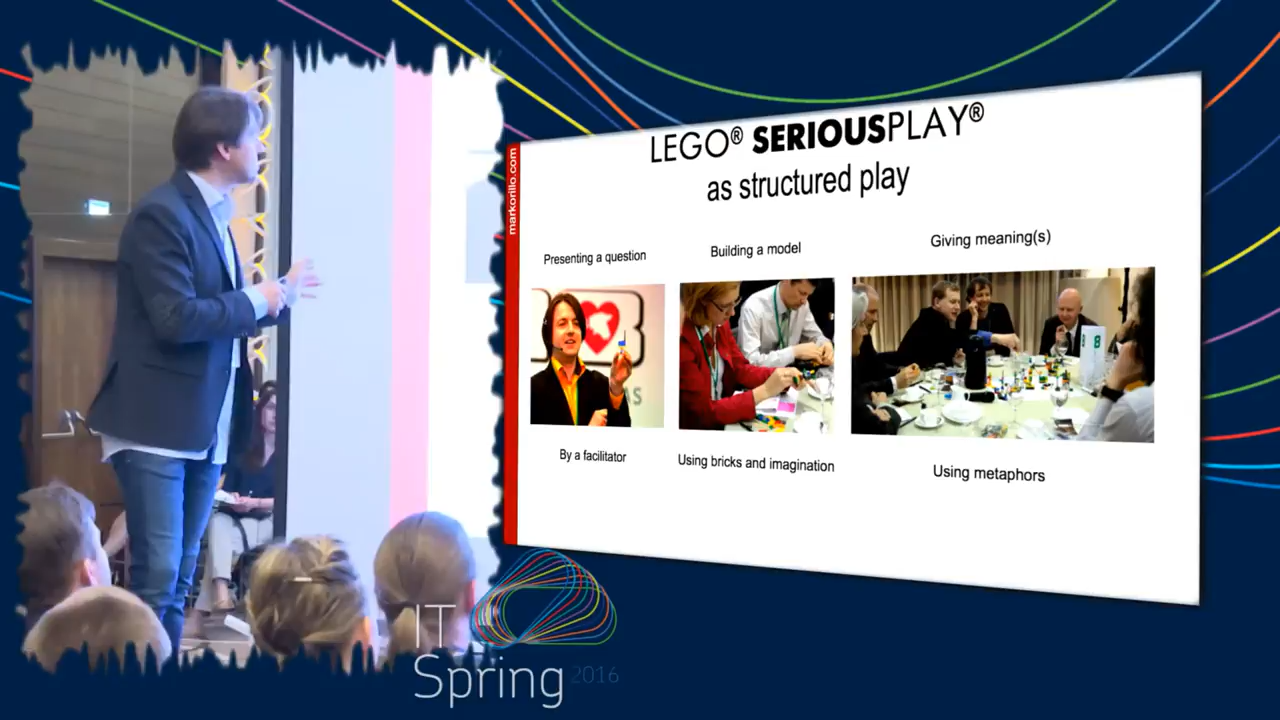 LEGO® SERIOUSPLAY®
as structured play
markorillo.com
Presenting a question
Building a model
Giving meaning(s)
8
By a facilitator
Using bricks and imagination
Using metaphors
IT
Spring 2016